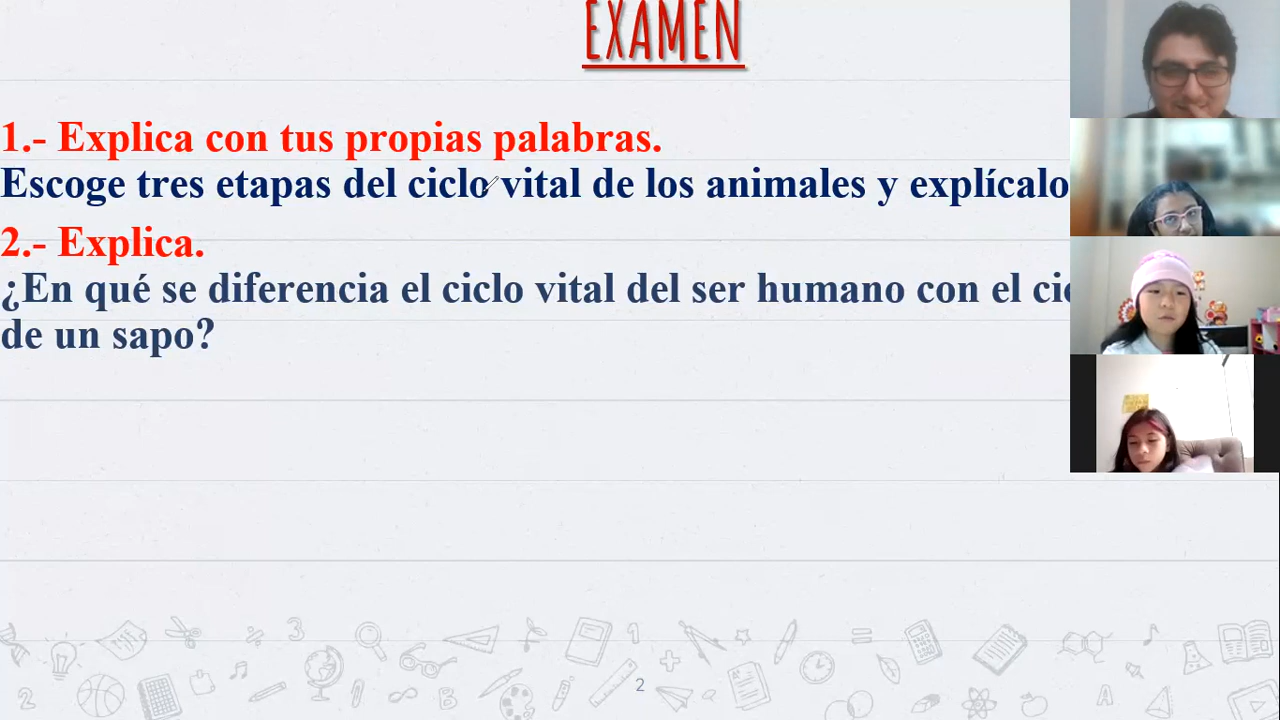 EXAMEN
1.- Explica con tus propias palabras.
Escoge tres etapas del ciclo vital de los animales y explícalo
2.- Explica.
¿En qué se diferencia el ciclo vital del ser humano con el
de un sapo?
2